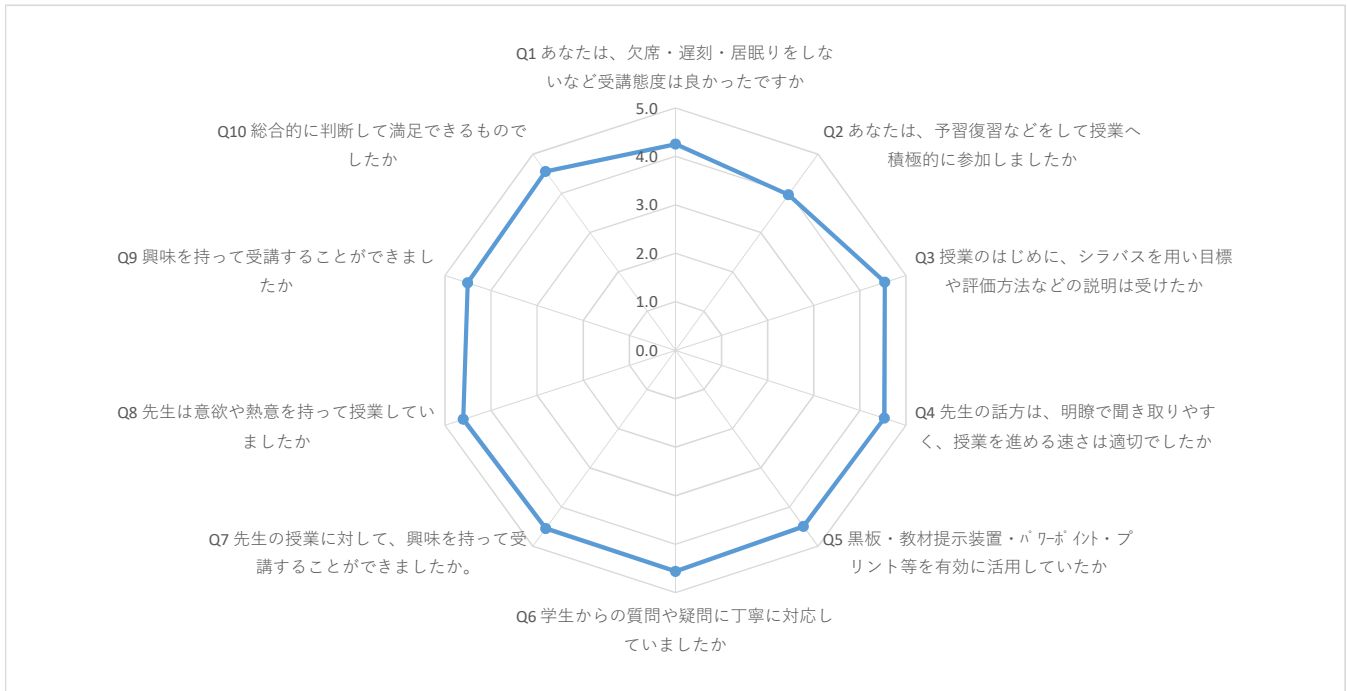 Q1 あなたは、欠席・遅刻・居眠りをしな
いなど受講態度は良かったですか
Q2 あなたは、予習復習などをして授業へ
積極的に参加しましたか
Q3 授業のはじめに、シラバスを用い目標
や評価方法などの説明は受けたか
Q4 先生の話方は、明瞭で聞き取りやす
く、授業を進める速さは適切でしたか
Q5 黒板・教材提示装置・ﾊﾟﾜｰﾎﾟｲﾝﾄ・プ
リント等を有効に活用していたか
Q6 学生からの質問や疑問に丁寧に対応し
ていましたか
Q7 先生の授業に対して、興味を持って受
講することができましたか。
Q8 先生は意欲や熱意を持って授業してい
ましたか
Q9 興味を持って受講することができまし
たか
Q10 総合的に判断して満足できるもので
したか
5.0
4.0
3.0
2.0
1.0
0.0